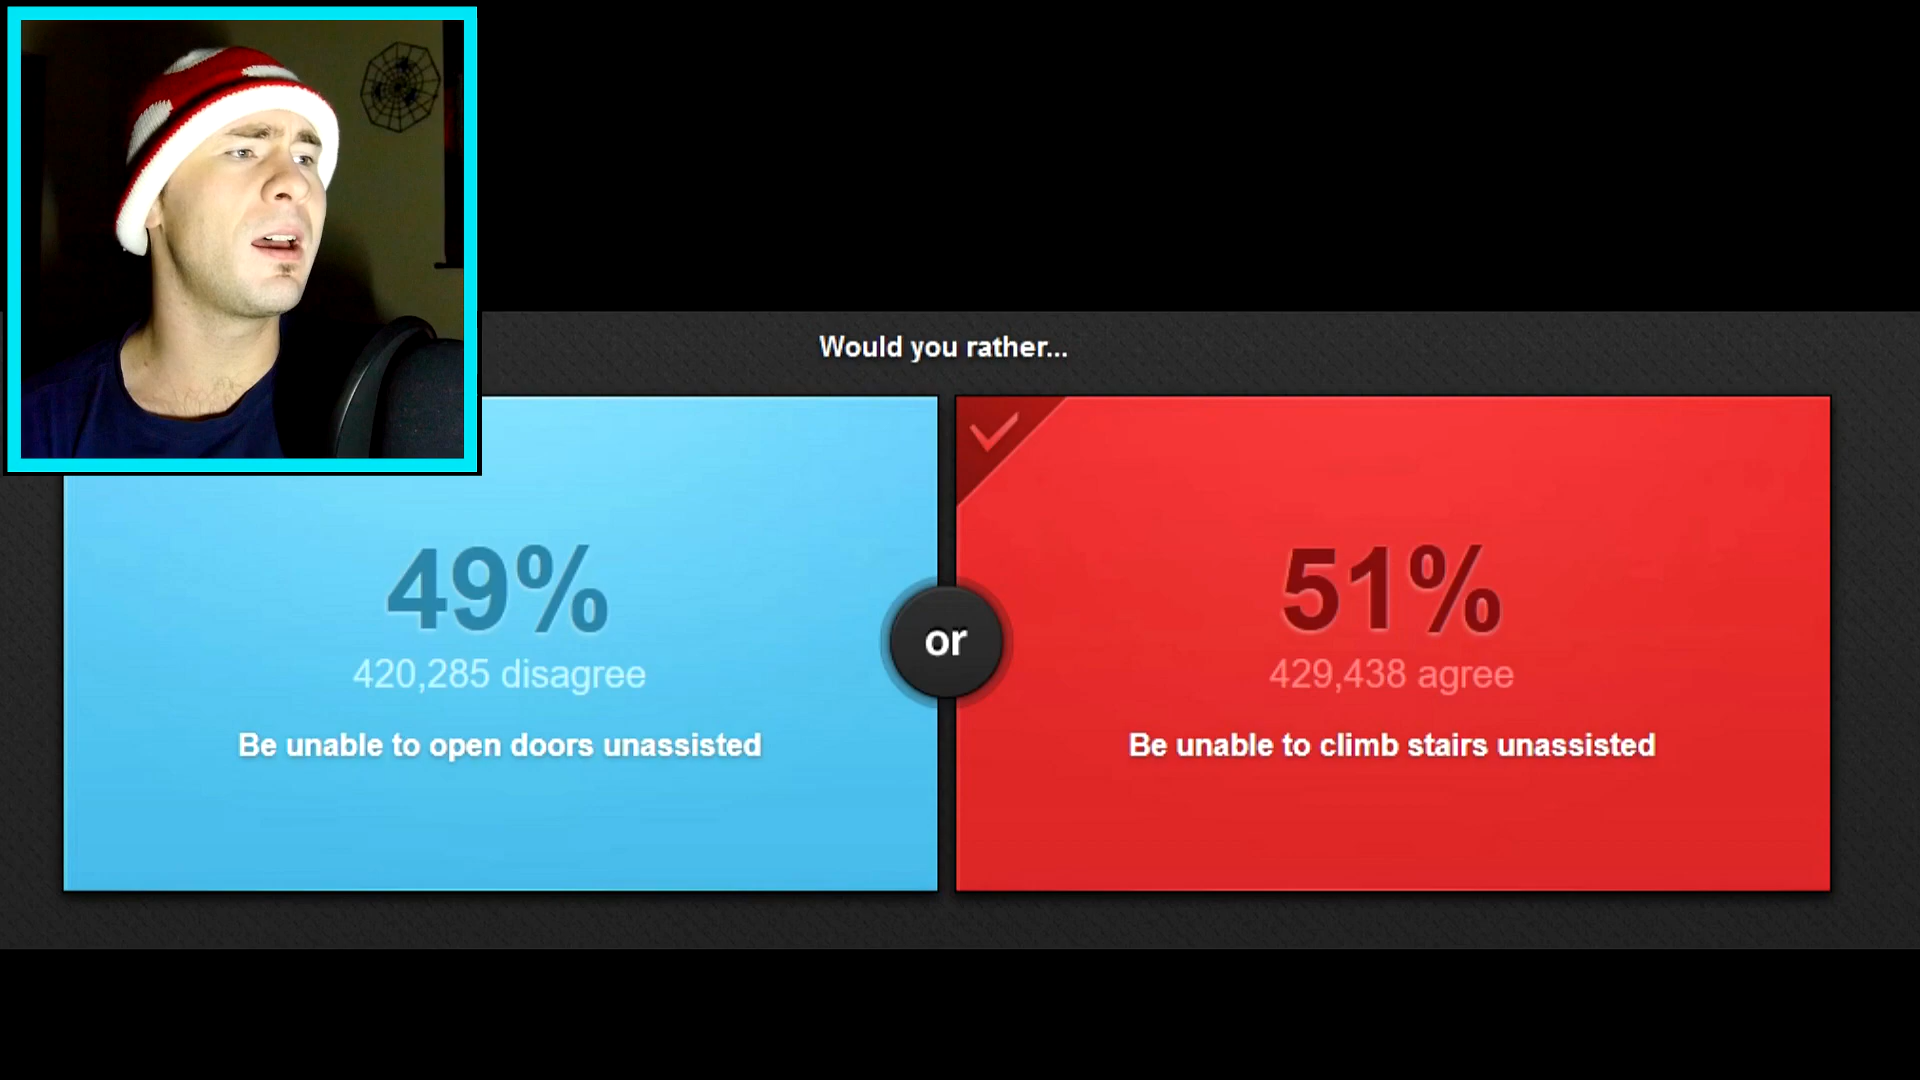 Would you rather...
49%
420,285 disagree
Be unable to open doors unassisted
or
51%
429,438 agree
Be unable to climb stairs unassisted